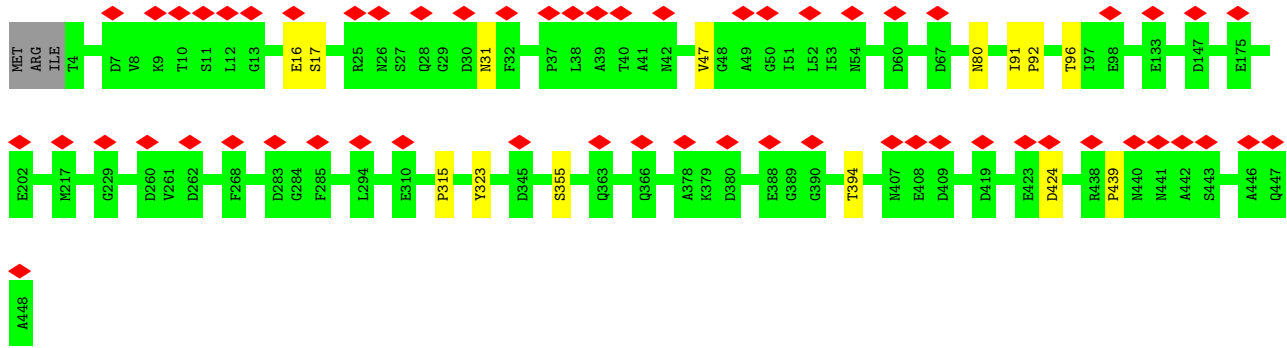 MET ARG ILE T4 D7 V8 K9 T10 S11 L12 G13 E16 S17 R25 N26 S27 Q28 G29 D30 N31 F32 P37 L38 A39 T40 A41 N42 V47 G48 A49 G50 I51 L52 I53 N54 D60 D67 N80 I91 P92 T96 I97 E98 E133 D147 E175
E202 M217 G229 D260 V261 D262 F268 D283 G284 F285 L294 E310 P315 Y323 D345 S355 Q363 Q366 A378 K379 D380 E388 G389 G390 T394 N407 E408 D409 D419 E423 D424 R438 P439 N440 N441 A442 S443 A446 Q447
A448